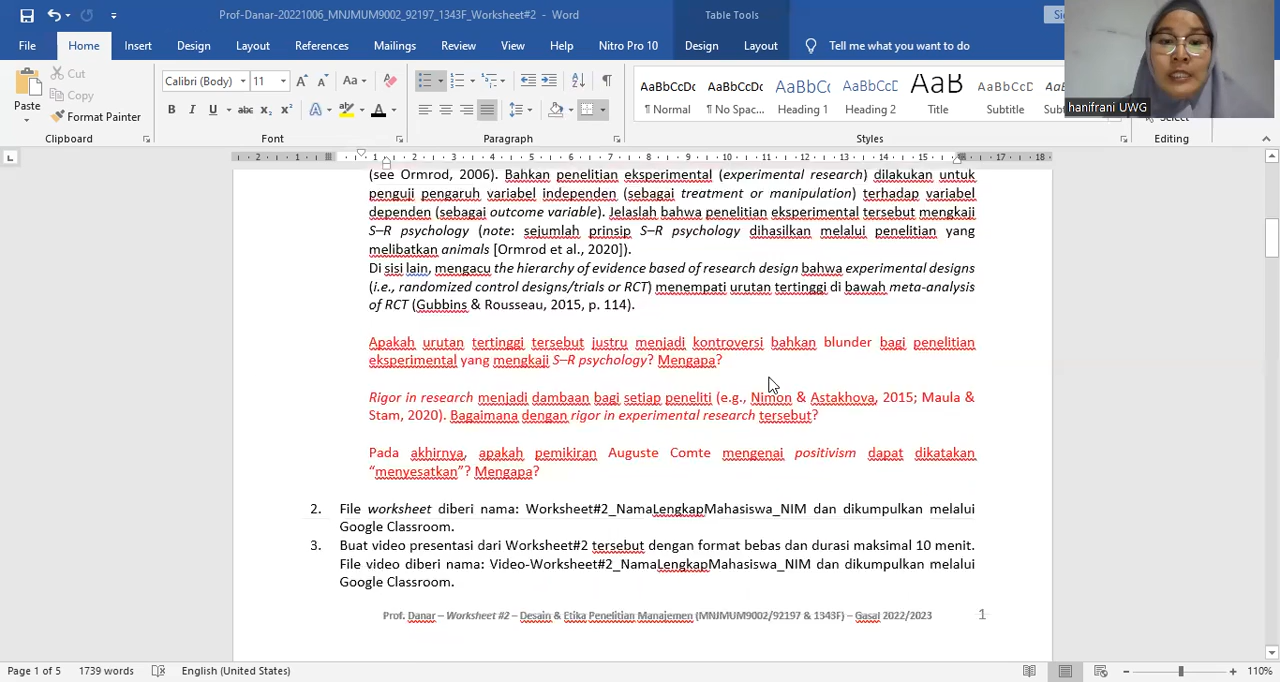 Prof-Danar-20221006_MNJMUM9002_92197_1343F_Worksheet#2 - Word
Table Tools
File Home Insert Design Layout References Mailings Review View Help Nitro Pro 10 Design Layout Tell me what you want to do
Paste
Cut
Copy
Format Painter
Calibri (Body) 11
AaBbCcDc AaBbCcDc AaBbCc AaBbCcD AaB AaBbCcD
¶ Normal ¶ No Spac... Heading 1 Heading 2 Title Subtitle
hanifrani UWG
Select
Clipboard Font Paragraph Styles Editing
(see Ormrod, 2006). Bahkan penelitian eksperimental (experimental research) dilakukan untuk
penguji pengaruh variabel independen (sebagai treatment or manipulation) terhadap variabel
dependen (sebagai outcome variable). Jelaslah bahwa penelitian eksperimental tersebut mengkaji
S–R psychology (note: sejumlah prinsip S–R psychology dihasilkan melalui penelitian yang
melibatkan animals [Ormrod et al., 2020]).
Di sisi lain, mengacu the hierarchy of evidence based of research design bahwa experimental designs
(i.e., randomized control designs/trials or RCT) menempati urutan tertinggi di bawah meta-analysis
of RCT (Gubbins & Rousseau, 2015, p. 114).
Apakah urutan tertinggi tersebut justru menjadi kontroversi bahkan blunder bagi penelitian
eksperimental yang mengkaji S–R psychology? Mengapa?
Rigor in research menjadi dambaan bagi setiap peneliti (e.g., Nimon & Astakhova, 2015; Maula &
Stam, 2020). Bagaimana dengan rigor in experimental research tersebut?
Pada akhirnya, apakah pemikiran Auguste Comte mengenai positivism dapat dikatakan
“menyesatkan”? Mengapa?
2. File worksheet diberi nama: Worksheet#2_NamaLengkapMahasiswa_NIM dan dikumpulkan melalui
Google Classroom.
3. Buat video presentasi dari Worksheet#2 tersebut dengan format bebas dan durasi maksimal 10 menit.
File video diberi nama: Video-Worksheet#2_NamaLengkapMahasiswa_NIM dan dikumpulkan melalui
Google Classroom.
Prof. Danar – Worksheet #2 – Desain & Etika Penelitian Manajemen (MNJMUM9002/92197 & 1343F) – Gasal 2022/2023 1
Page 1 of 5 1739 words English (United States) 110%